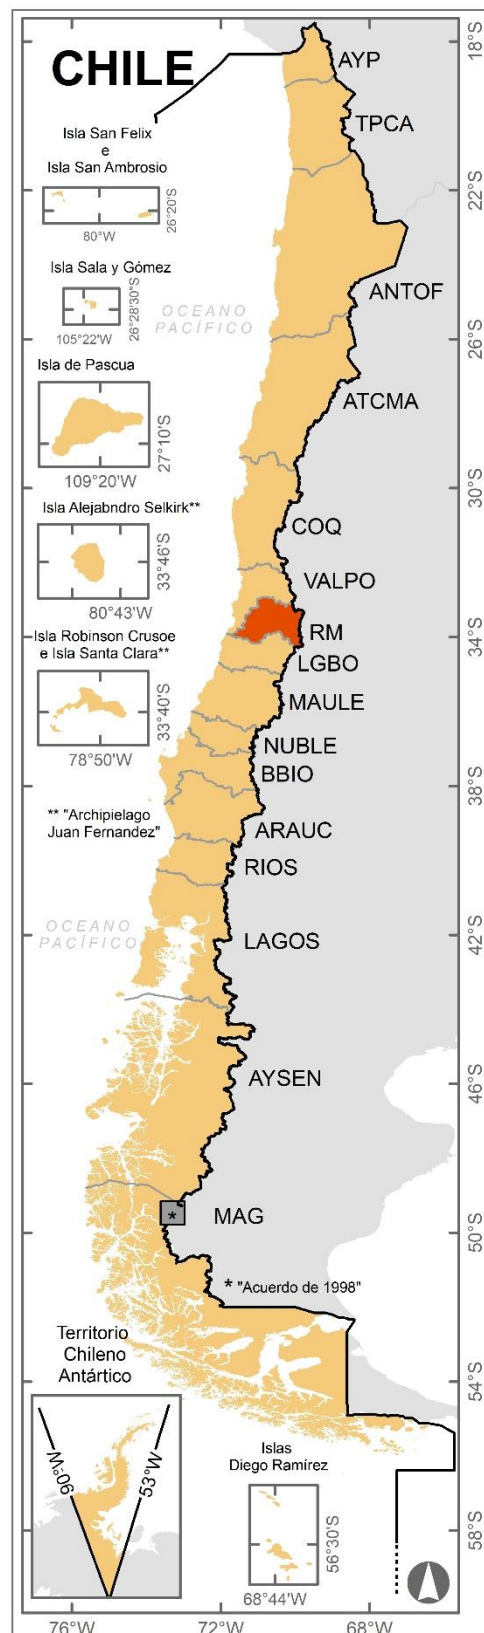 CHILE
18°S
AYP
TPCA
Isla San Felix
e
Isla San Ambrosio
26°20'S
80°W
22°S
Isla Sala y Gómez
26°28'30"S
105°22'W
OCEANO
PACÍFICO
ANTOF
26°S
Isla de Pascua
27°10'S
109°20'W
ATCMA
30°S
Isla Alejabndro Selkirk**
33°46'S
80°43'W
COQ
VALPO
RM
34°S
Isla Robinson Crusoe
e Isla Santa Clara**
33°40'S
78°50'W
LGBO
MAULE
NUBLE
BBIO
38°S
** "Archipielago
Juan Fernandez"
ARAUC
RIOS
OCEANO
PACÍFICO
LAGOS
42°S
AYSEN
46°S
*
MAG
50°S
* "Acuerdo de 1998"
Territorio
Chileno
Antártico
54°S
90°W
53°W
Islas
Diego Ramírez
56°30'S
68°44'W
58°S
76°W
72°W
68°W